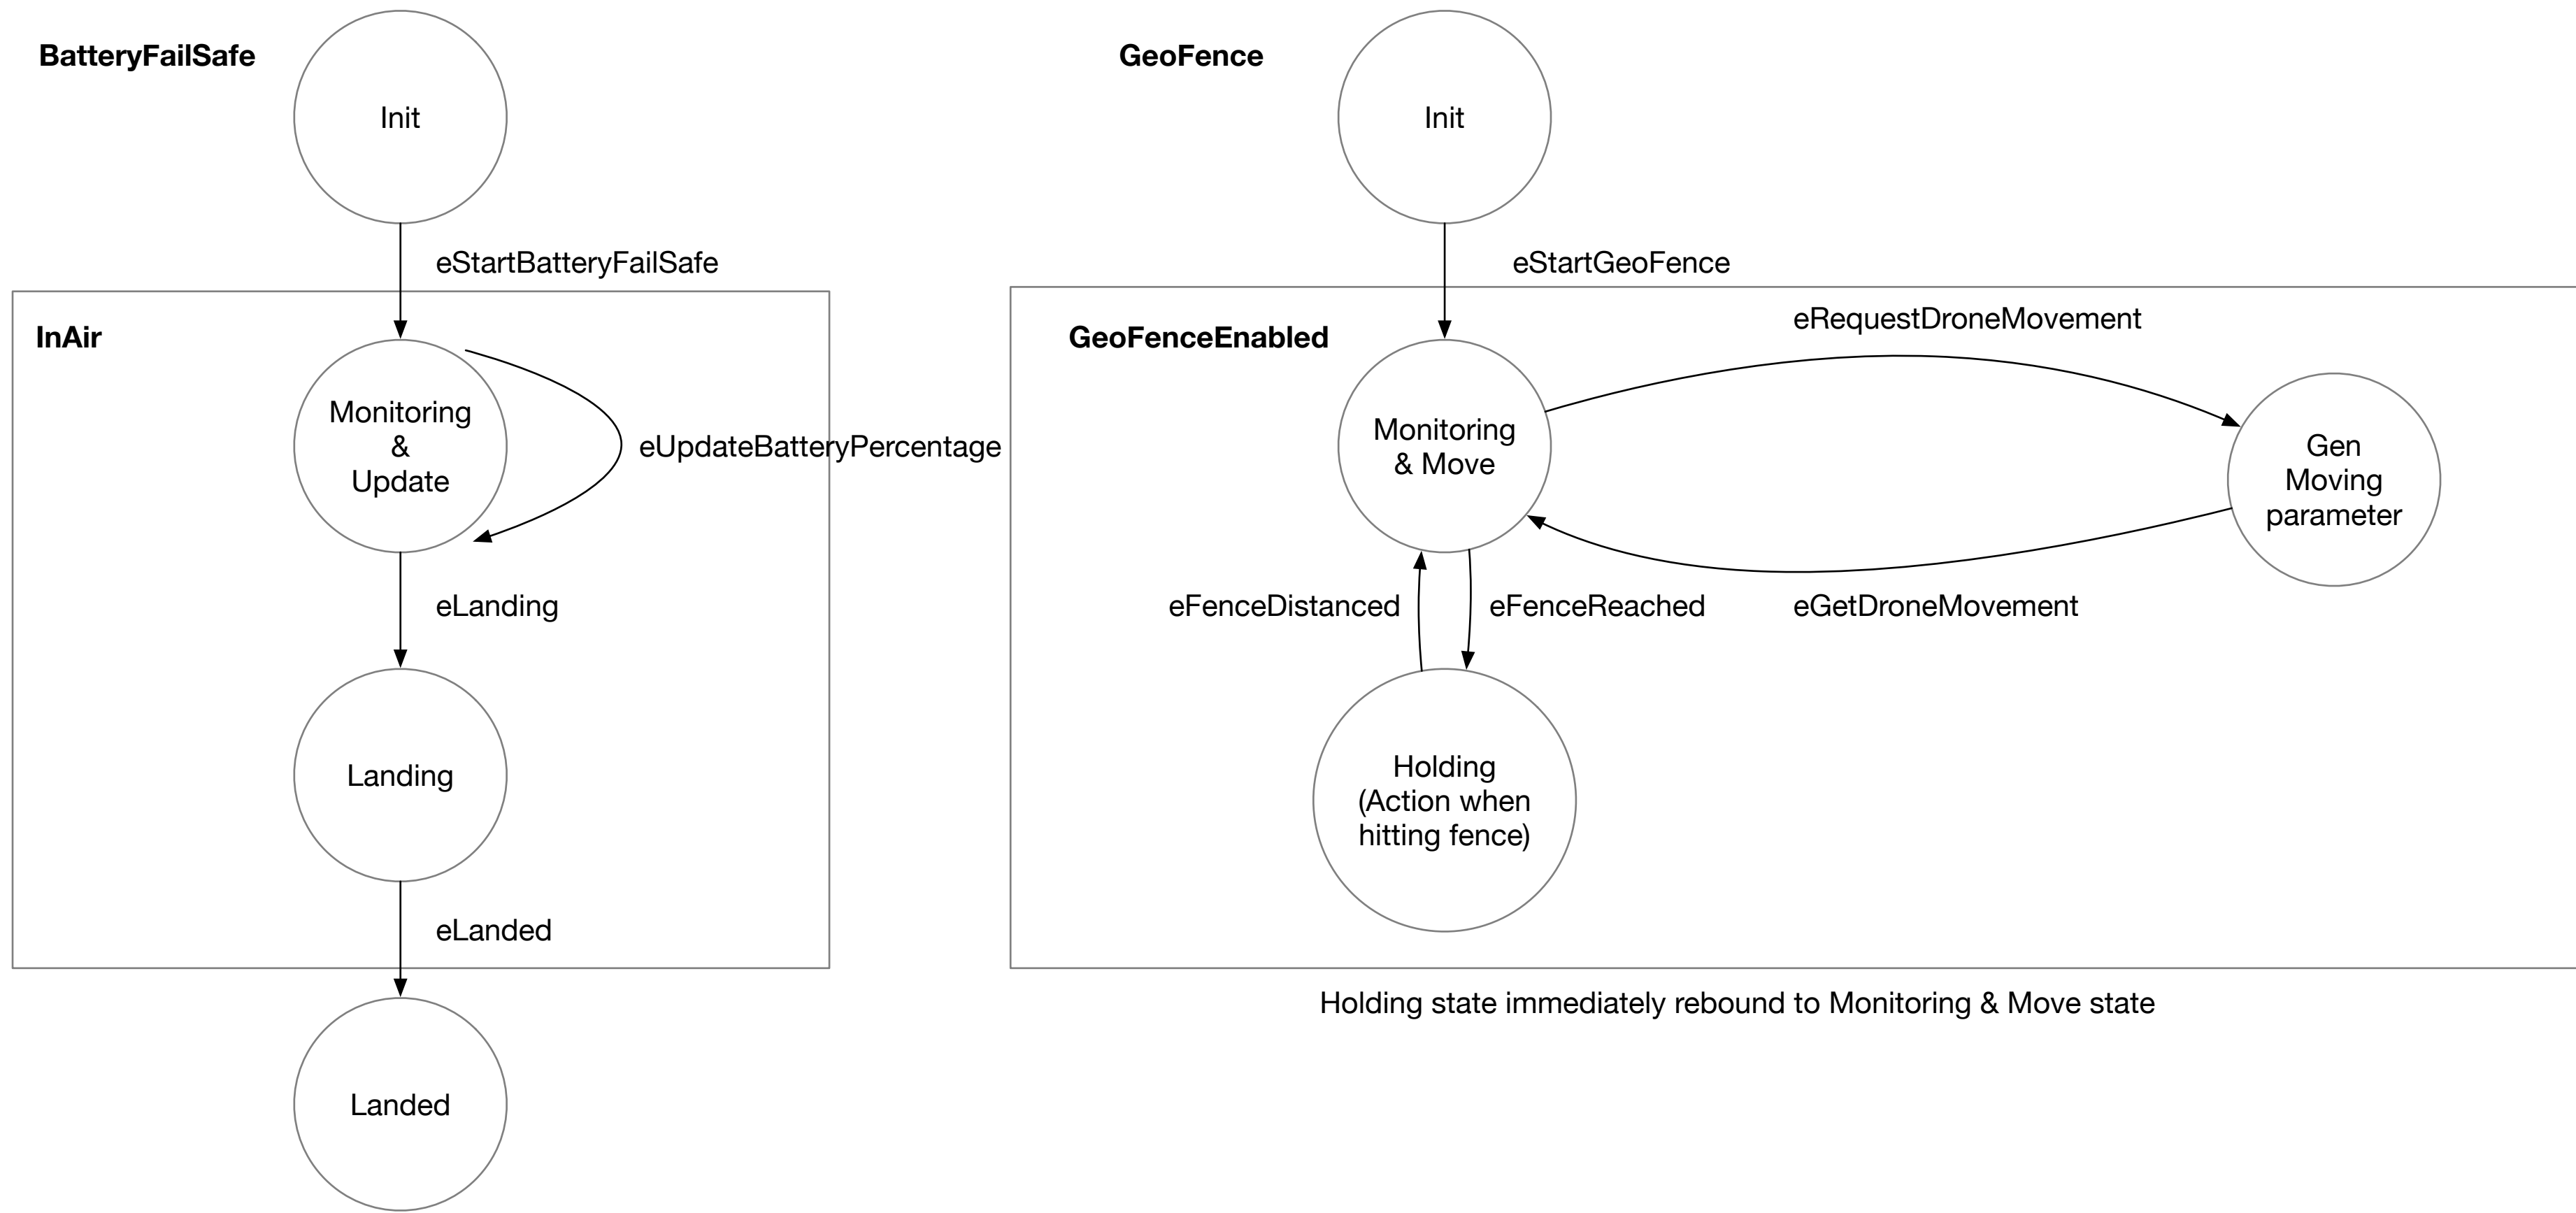 BatteryFailSafe
Init
eStartBatteryFailSafe
InAir
Monitoring
&
Update
eUpdateBatteryPercentage
eLanding
Landing
eLanded
Landed
GeoFence
Init
eStartGeoFence
GeoFenceEnabled
eRequestDroneMovement
Monitoring
& Move
Gen
Moving
parameter
eFenceDistanced
eFenceReached
eGetDroneMovement
Holding
(Action when
hitting fence)
Holding state immediately rebound to Monitoring & Move state